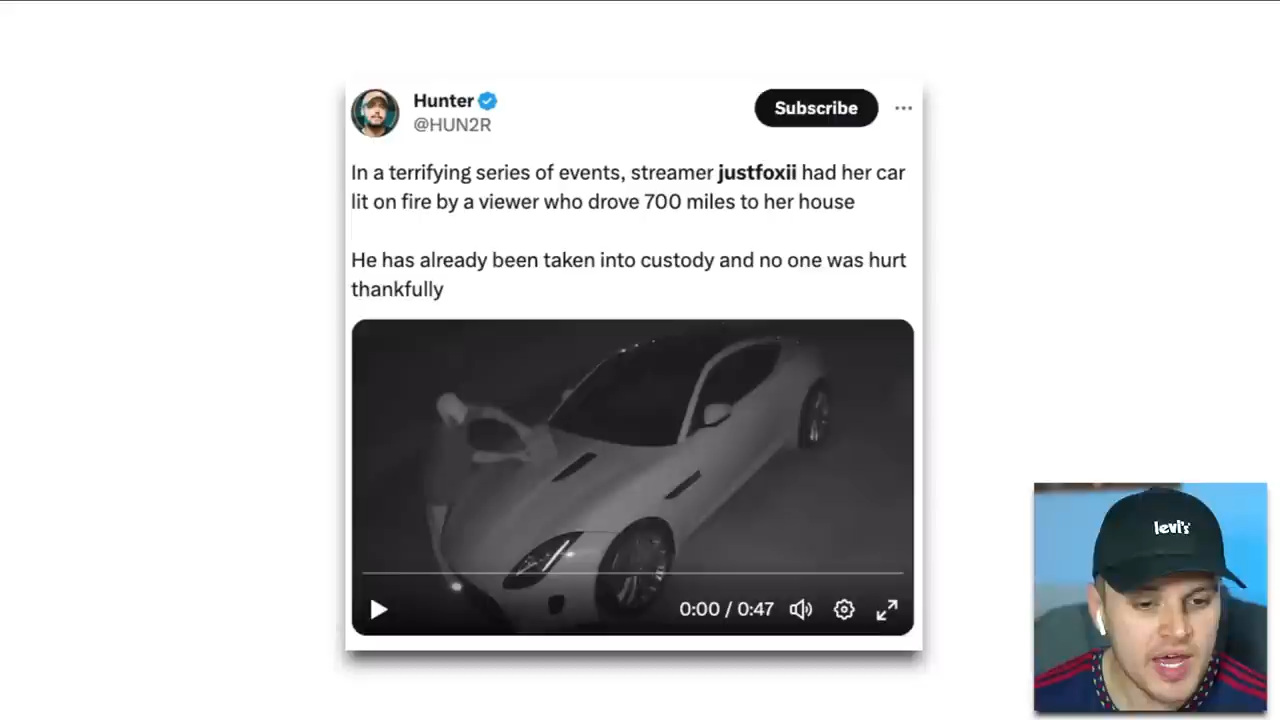 Hunter
Subscribe
@HUN2R
In a terrifying series of events, streamer justfoxii had her car
lit on fire by a viewer who drove 700 miles to her house
He has already been taken into custody and no one was hurt
thankfully
0:00 / 0:47
levi's